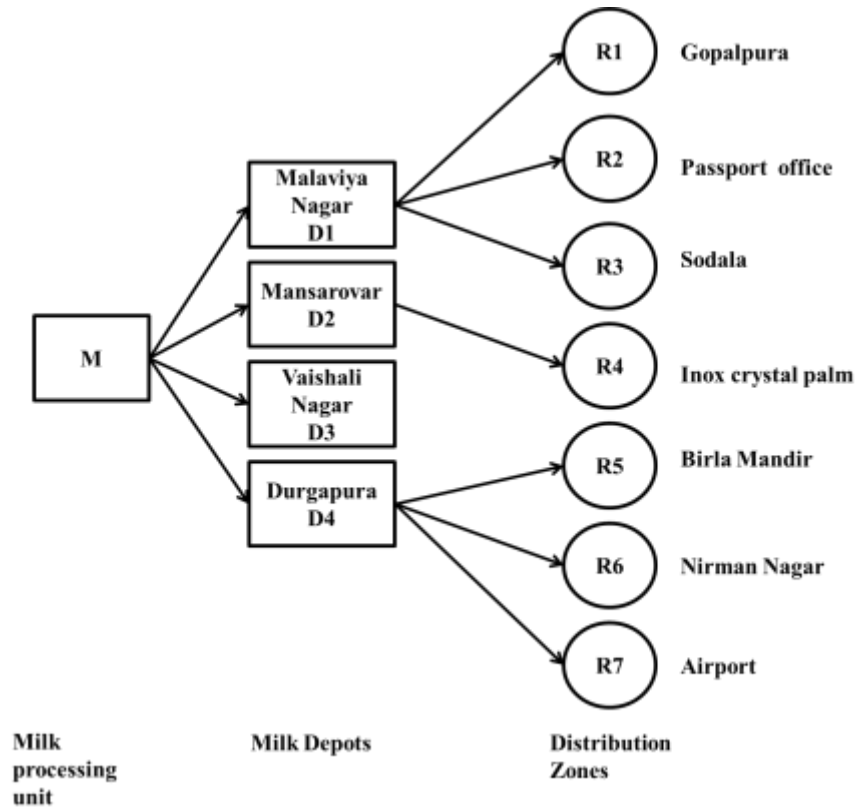 R1
Gopalpura
R2
Passport office
Malaviya
Nagar
D1
R3
Sodala
Mansarovar
D2
M
R4
Inox crystal palm
Vaishali
Nagar
D3
R5
Birla Mandir
Durgapura
D4
R6
Nirman Nagar
R7
Airport
Milk
processing
unit
Milk Depots
Distribution
Zones